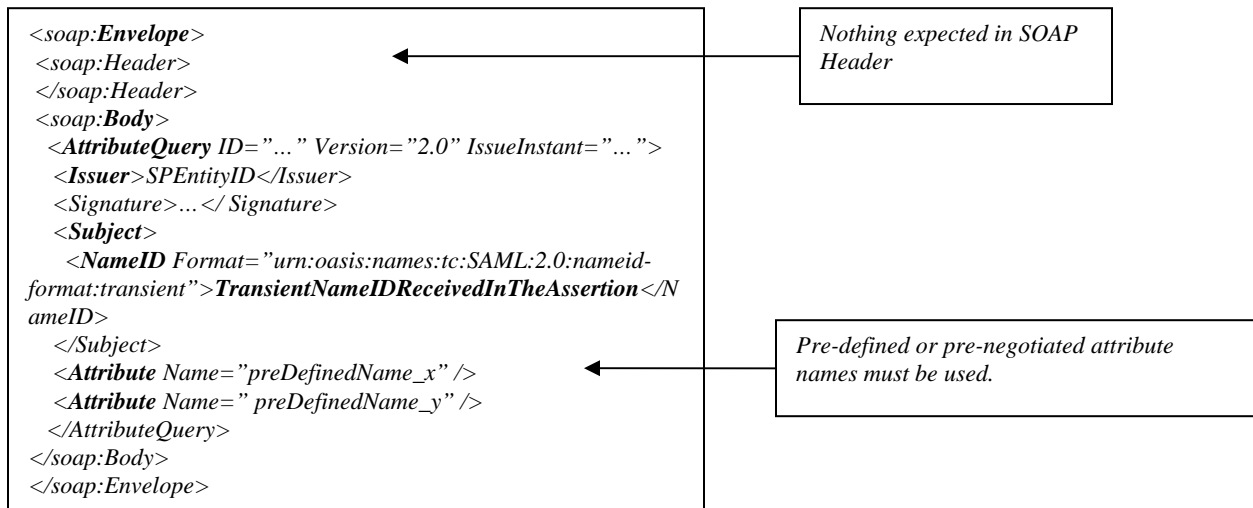 <soap:Envelope>
<soap:Header>
</soap:Header>
<soap:Body>
<AttributeQuery ID=”…” Version=”2.0” IssueInstant=”…”>
<Issuer>SPEntityID</Issuer>
<Signature>…</ Signature>
<Subject>
<NameID Format=”urn:oasis:names:tc:SAML:2.0:nameid-
format:transient”>TransientNameIDReceivedInTheAssertion</N
ameID>
</Subject>
<Attribute Name=”preDefinedName_x” />
<Attribute Name=” preDefinedName_y” />
</AttributeQuery>
</soap:Body>
</soap:Envelope>
Nothing expected in SOAP
Header
Pre-defined or pre-negotiated attribute
names must be used.